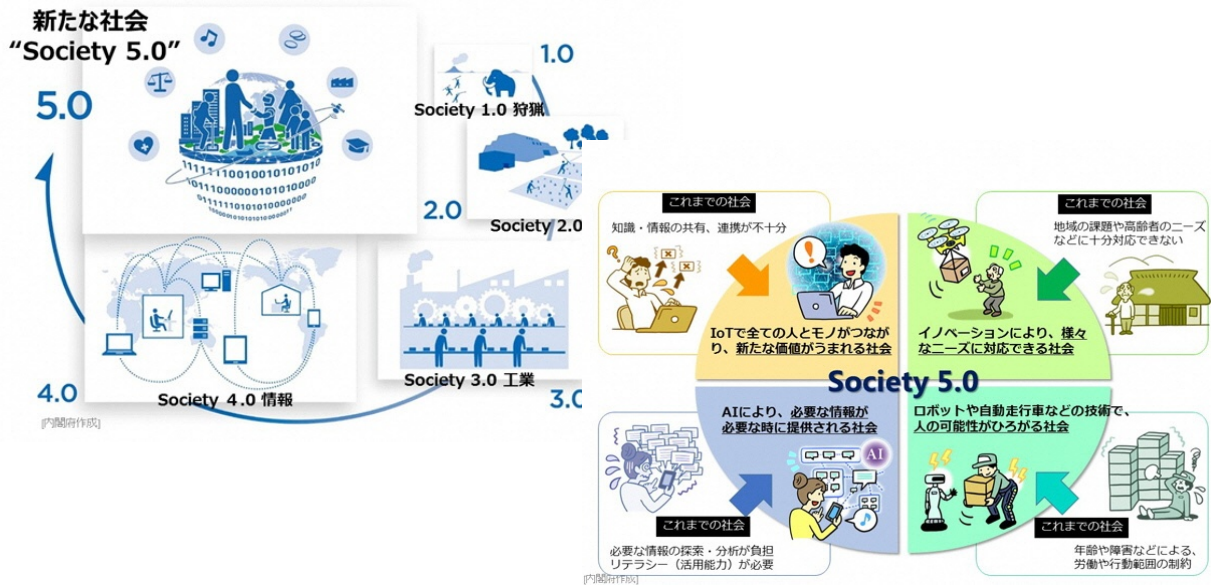 新たな社会
“Society 5.0”
5.0
1.0
Society 1.0 狩猟
2.0
Society 2.0
Society 3.0 工業
3.0
4.0
Society 4.0 情報
[内閣府作成]
これまでの社会
知識・情報の共有、連携が不十分
IoTで全ての人とモノがつなが
り、新たな価値がうまれる社会
これまでの社会
地域の課題や高齢者のニーズ
などに十分対応できない
イノベーションにより、様々
なニーズに対応できる社会
Society 5.0
AIにより、必要な情報が
必要な時に提供される社会
AI
これまでの社会
必要な情報の探索・分析が負担
リテラシー（活用能力）が必要
ロボットや自動走行車などの技術で、
人の可能性がひろがる社会
これまでの社会
年齢や障害などによる、
労働や行動範囲の制約
[内閣府作成]